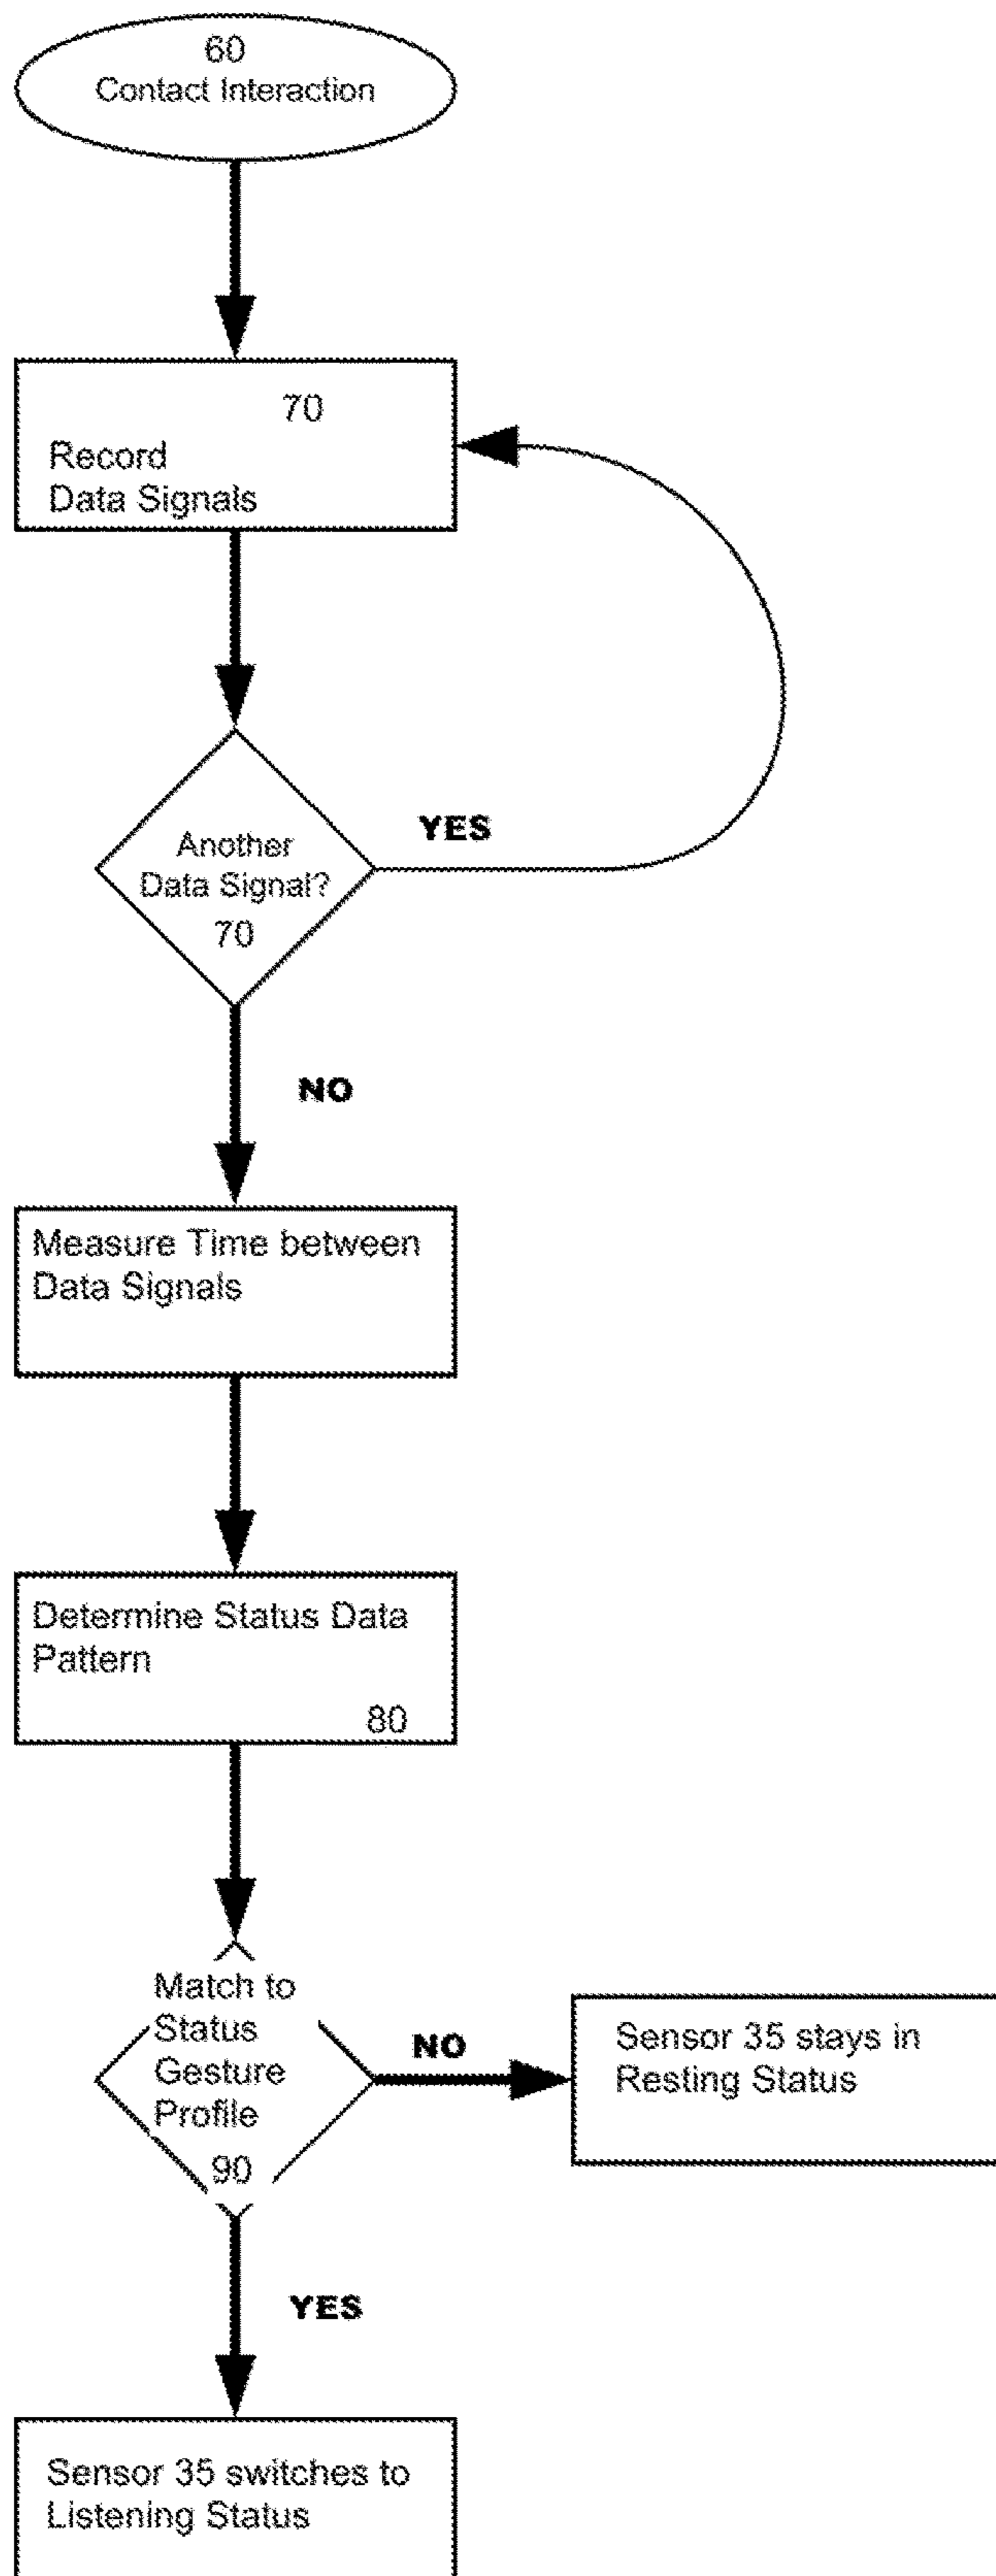 60
Contact Interaction
70
Record
Data Signals
Another
Data Signal?
70
YES
NO
Measure Time between
Data Signals
Determine Status Data
Pattern
80
Match to
Status
Gesture
Profile
90
NO
Sensor 35 stays in
Resting Status
YES
Sensor 35 switches to
Listening Status